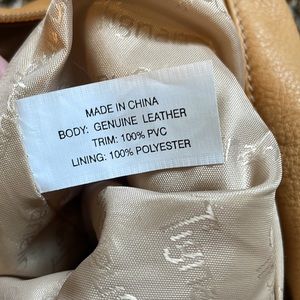 MADE IN CHINA
BODY: GENUINE LEATHER
TRIM: 100% PVC
LINING: 100% POLYESTER